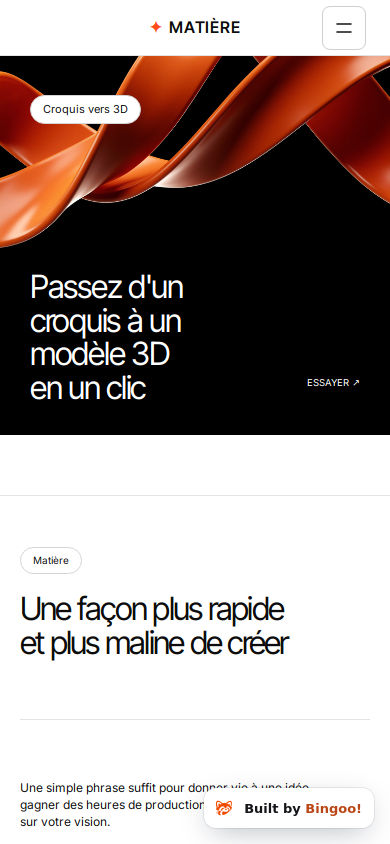 MATIÈRE
Croquis vers 3D
Passez d'un
croquis à un
modèle 3D
en un clic
ESSAYER ↗
Matière
Une façon plus rapide
et plus maline de créer
Une simple phrase suffit pour donner vie à une idée,
gagner des heures de production
sur votre vision.
Built by Bingoo!